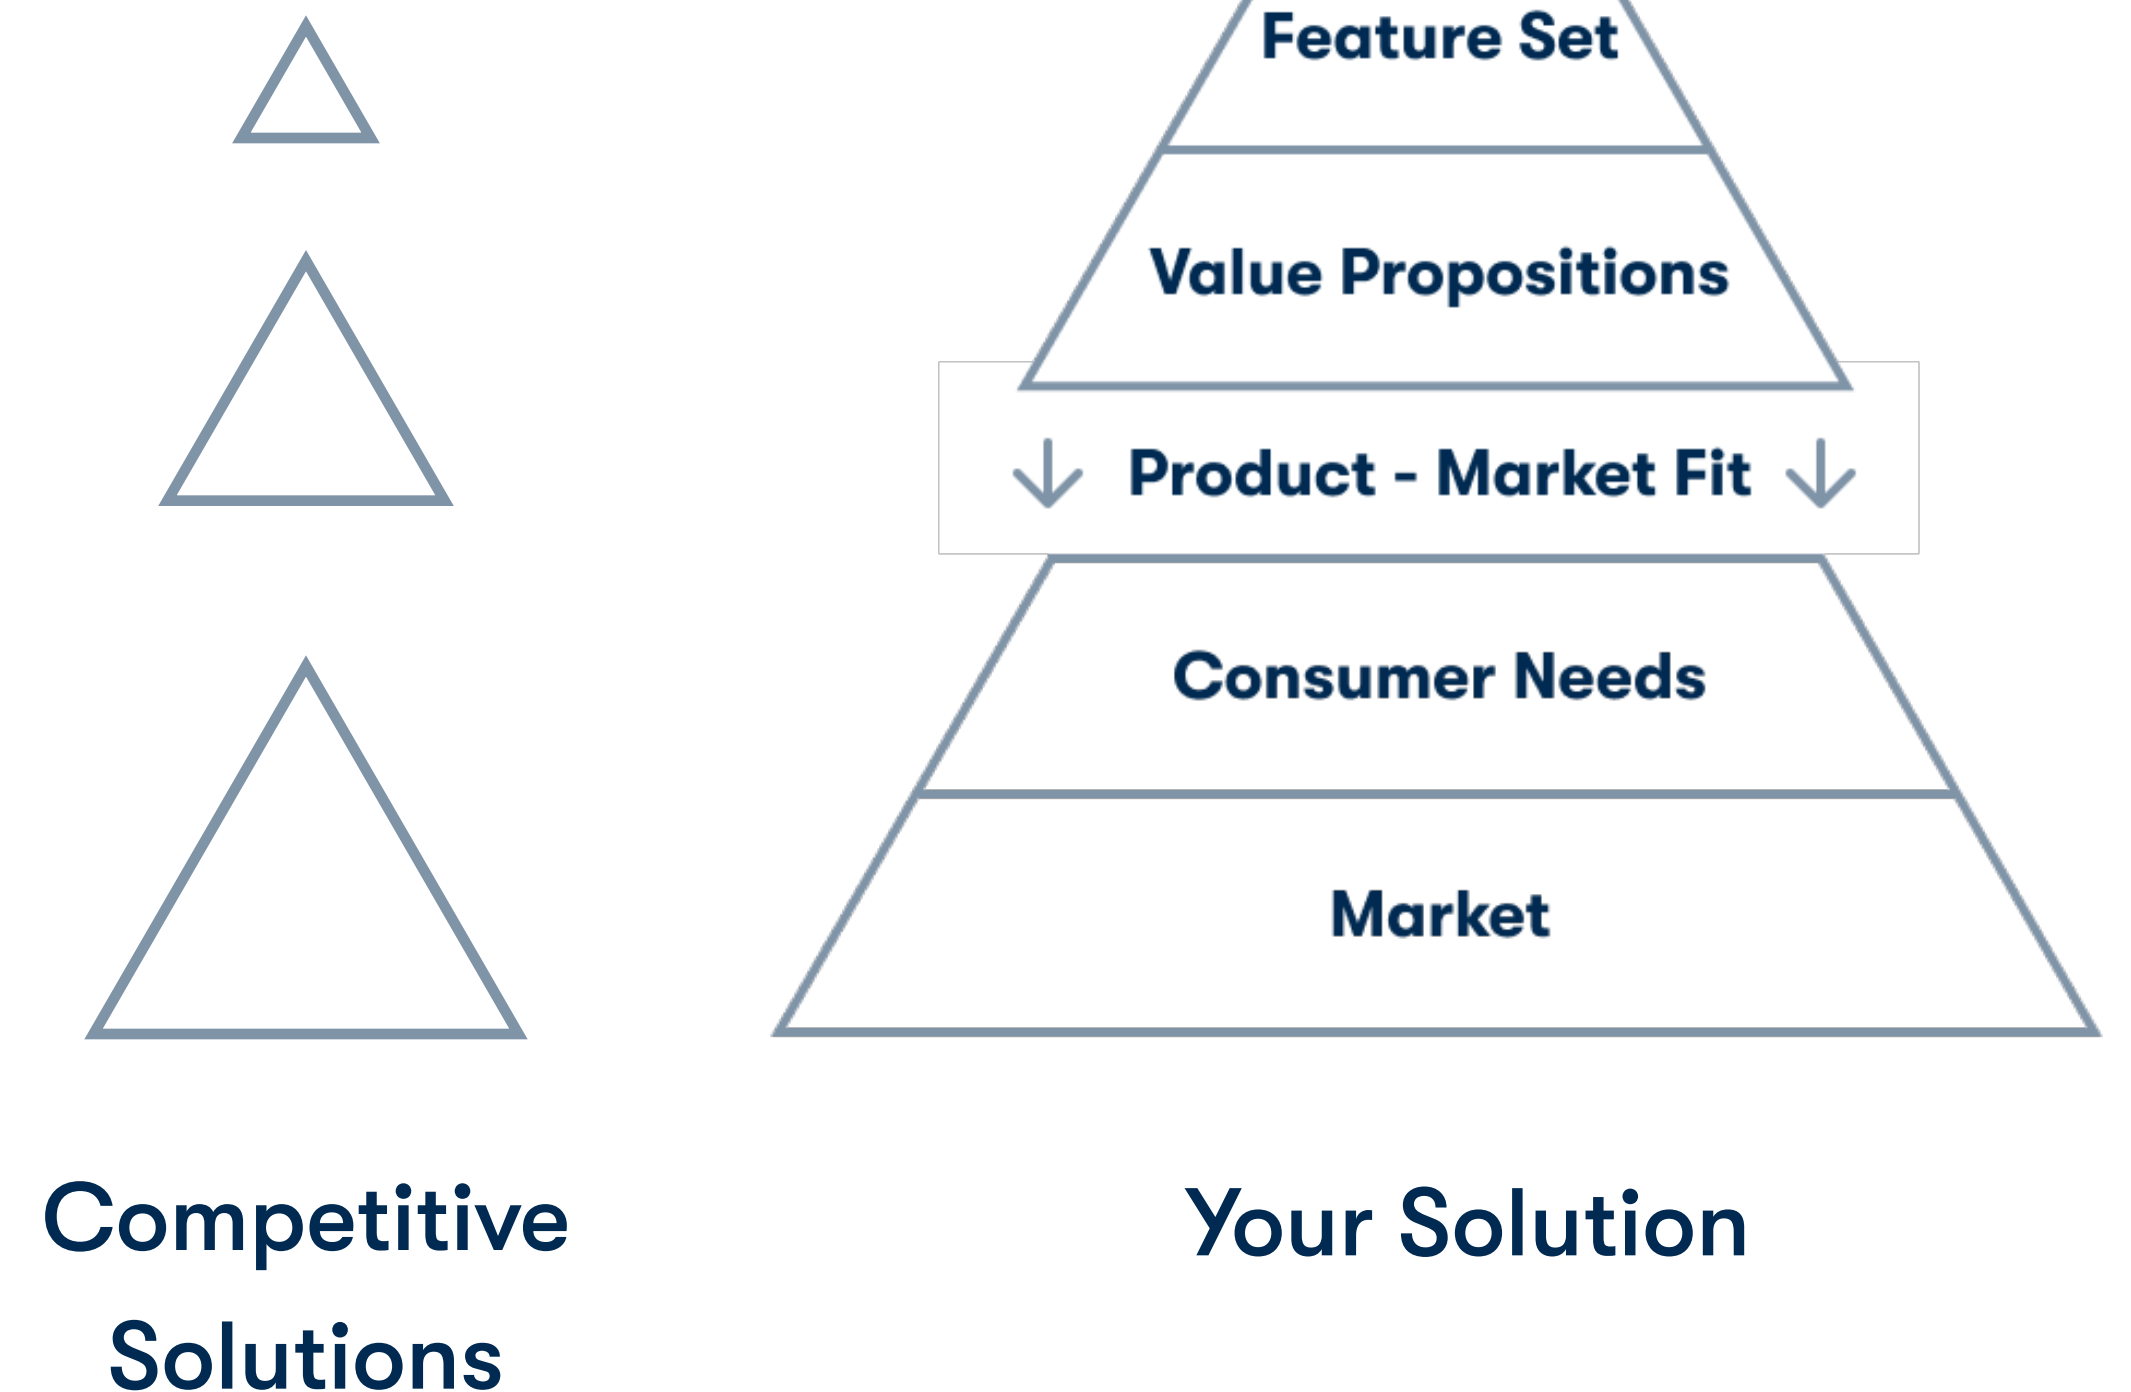 Feature Set
Value Propositions
Product - Market Fit
Consumer Needs
Market
Competitive
Solutions
Your Solution